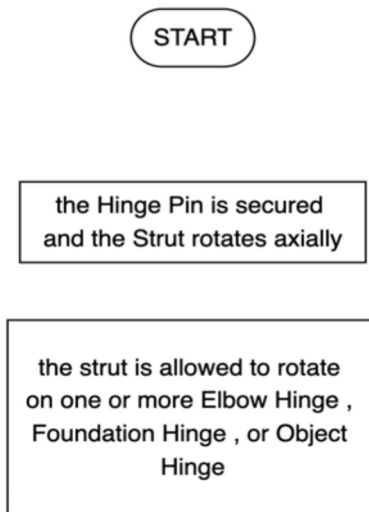 START
the Hinge Pin is secured
and the Strut rotates axially
the strut is allowed to rotate
on one or more Elbow Hinge ,
Foundation Hinge , or Object
Hinge